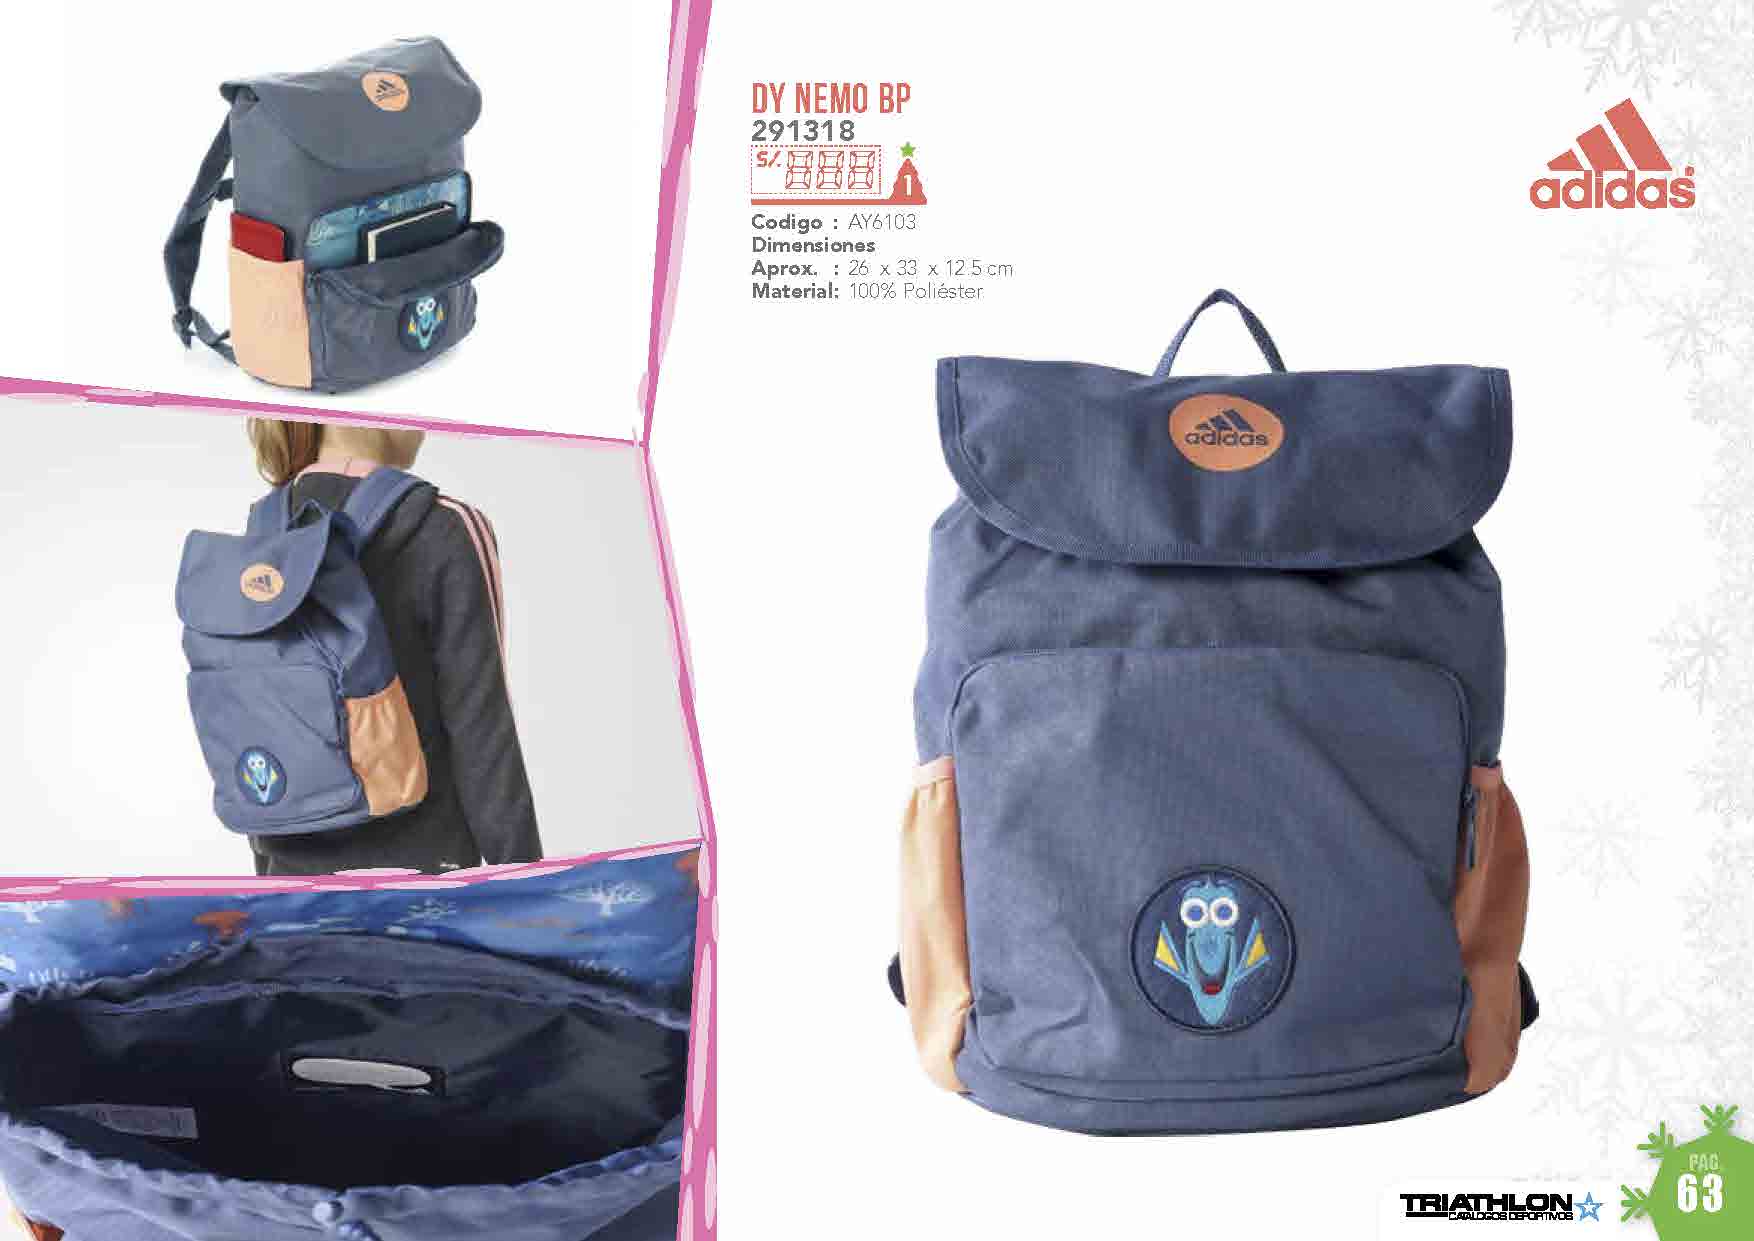 DY NEMO BP
291318
S/.
1
Codigo : AY6103
Dimensiones
Aprox. : 26 x 33 x 12.5 cm
Material: 100% Poliéster
adidas
adidas
TRIATHLON
CATALOGOS DEPORTIVOS
PAG.
63